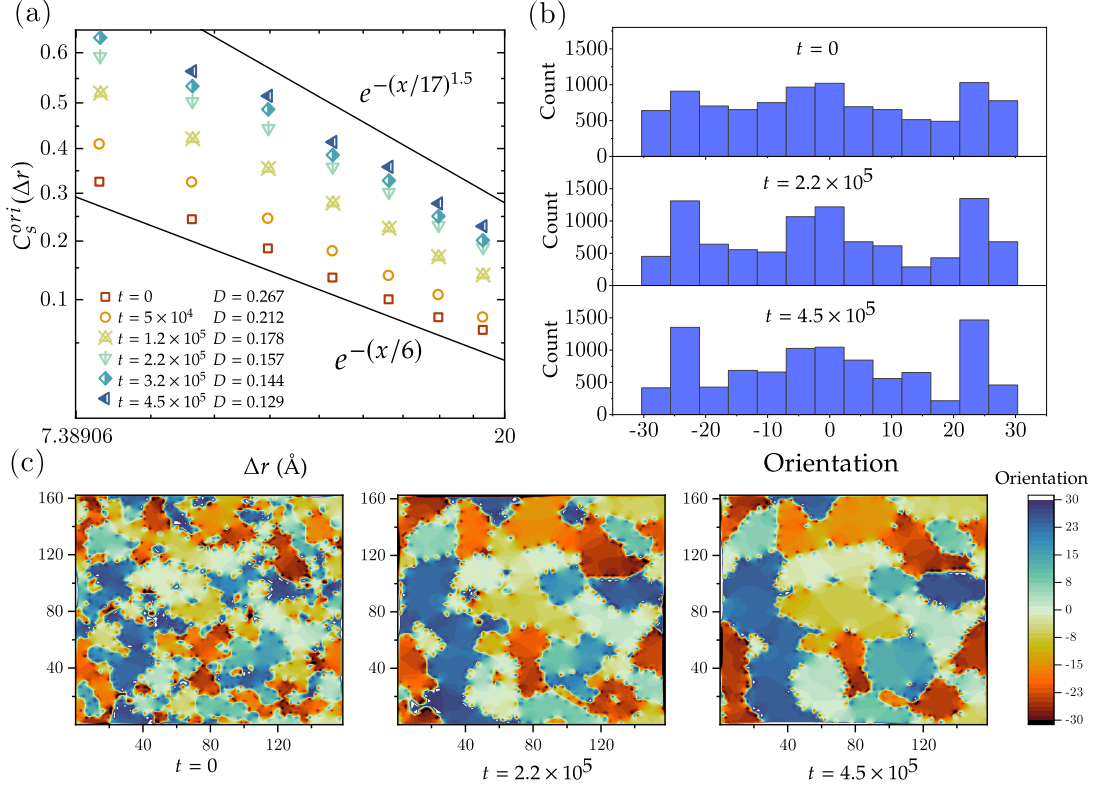 (a)
0.6
0.5
0.4
0.3
0.2
0.1
C_s^{ori}(Δr)
e^{-(x/17)^{1.5}}
t = 0 D = 0.267
t = 5 × 10^4 D = 0.212
t = 1.2 × 10^5 D = 0.178
t = 2.2 × 10^5 D = 0.157
t = 3.2 × 10^5 D = 0.144
t = 4.5 × 10^5 D = 0.129
e^{-(x/6)}
7.38906 20
Δr (Å)
(b)
t = 0
1500
1000
500
0
Count
t = 2.2 × 10^5
1500
1000
500
0
Count
t = 4.5 × 10^5
1500
1000
500
0
Count
-30 -20 -10 0 10 20 30
Orientation
(c)
160
120
80
40
40 80 120
t = 0
160
120
80
40
40 80 120
t = 2.2 × 10^5
160
120
80
40
40 80 120
t = 4.5 × 10^5
Orientation
30
23
15
8
0
-8
-15
-23
-30